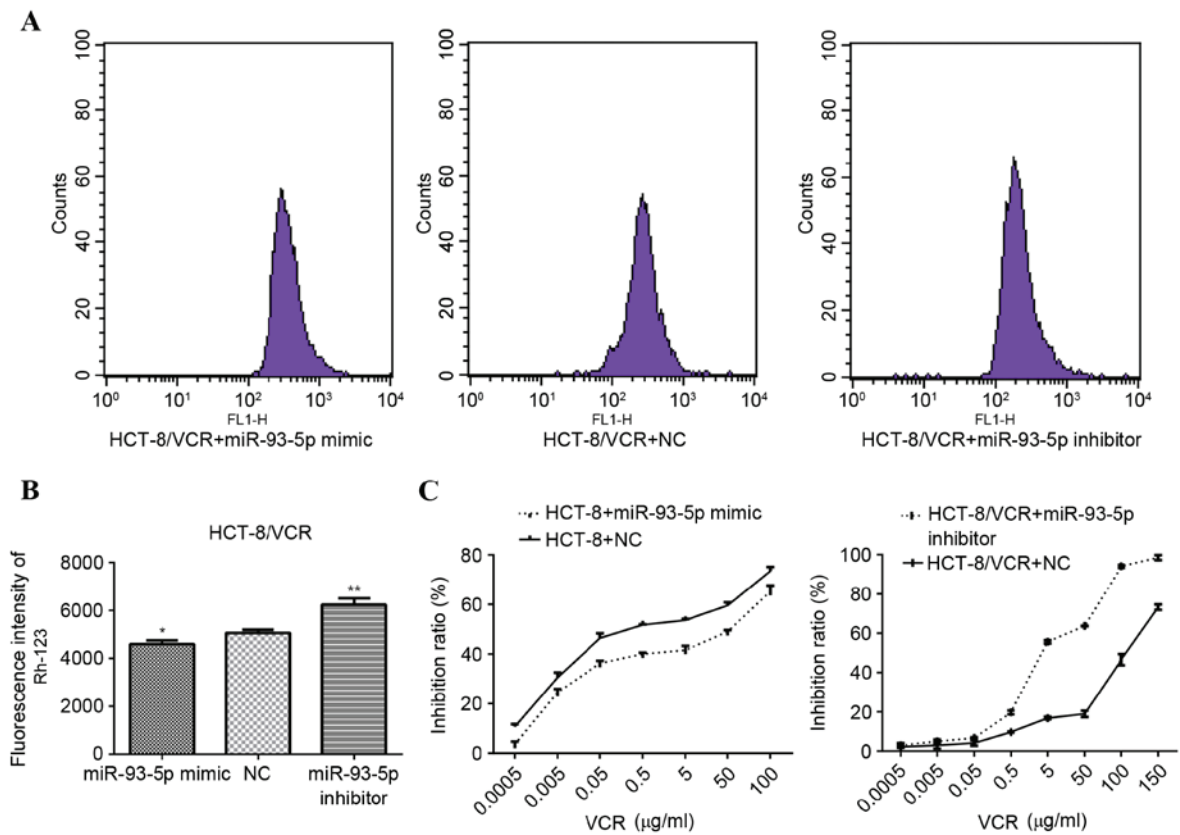 A
100
80
60
40
20
0
Counts
10⁰ 10¹ 10² 10³ 10⁴
FL1-H
HCT-8/VCR+miR-93-5p mimic
100
80
60
40
20
0
Counts
10⁰ 10¹ 10² 10³ 10⁴
FL1-H
HCT-8/VCR+NC
100
80
60
40
20
0
Counts
10⁰ 10¹ 10² 10³ 10⁴
FL1-H
HCT-8/VCR+miR-93-5p inhibitor
B
HCT-8/VCR
Fluorescence intensity of
Rh-123
8000
6000
4000
2000
0
*
**
miR-93-5p mimic NC miR-93-5p
inhibitor
C
HCT-8+miR-93-5p mimic
HCT-8+NC
Inhibition ratio (%)
80
60
40
20
0
0.0005 0.005 0.05 0.5 5 50 100
VCR (μg/ml)
HCT-8/VCR+miR-93-5p
inhibitor
HCT-8/VCR+NC
Inhibition ratio (%)
100
80
60
40
20
0
0.0005 0.005 0.05 0.5 5 50 100 150
VCR (μg/ml)